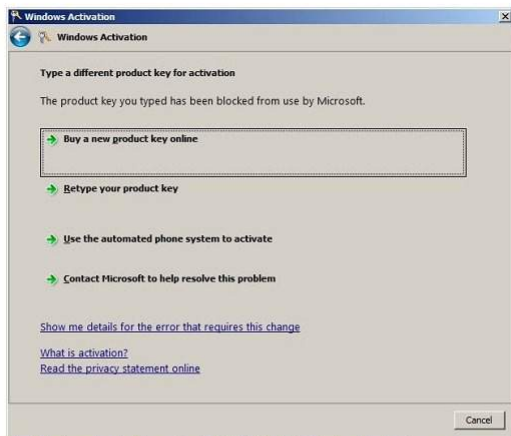 Windows Activation
Windows Activation
Type a different product key for activation
The product key you typed has been blocked from use by Microsoft.
Buy a new product key online
Retype your product key
Use the automated phone system to activate
Contact Microsoft to help resolve this problem
Show me details for the error that requires this change
What is activation?
Read the privacy statement online
Cancel